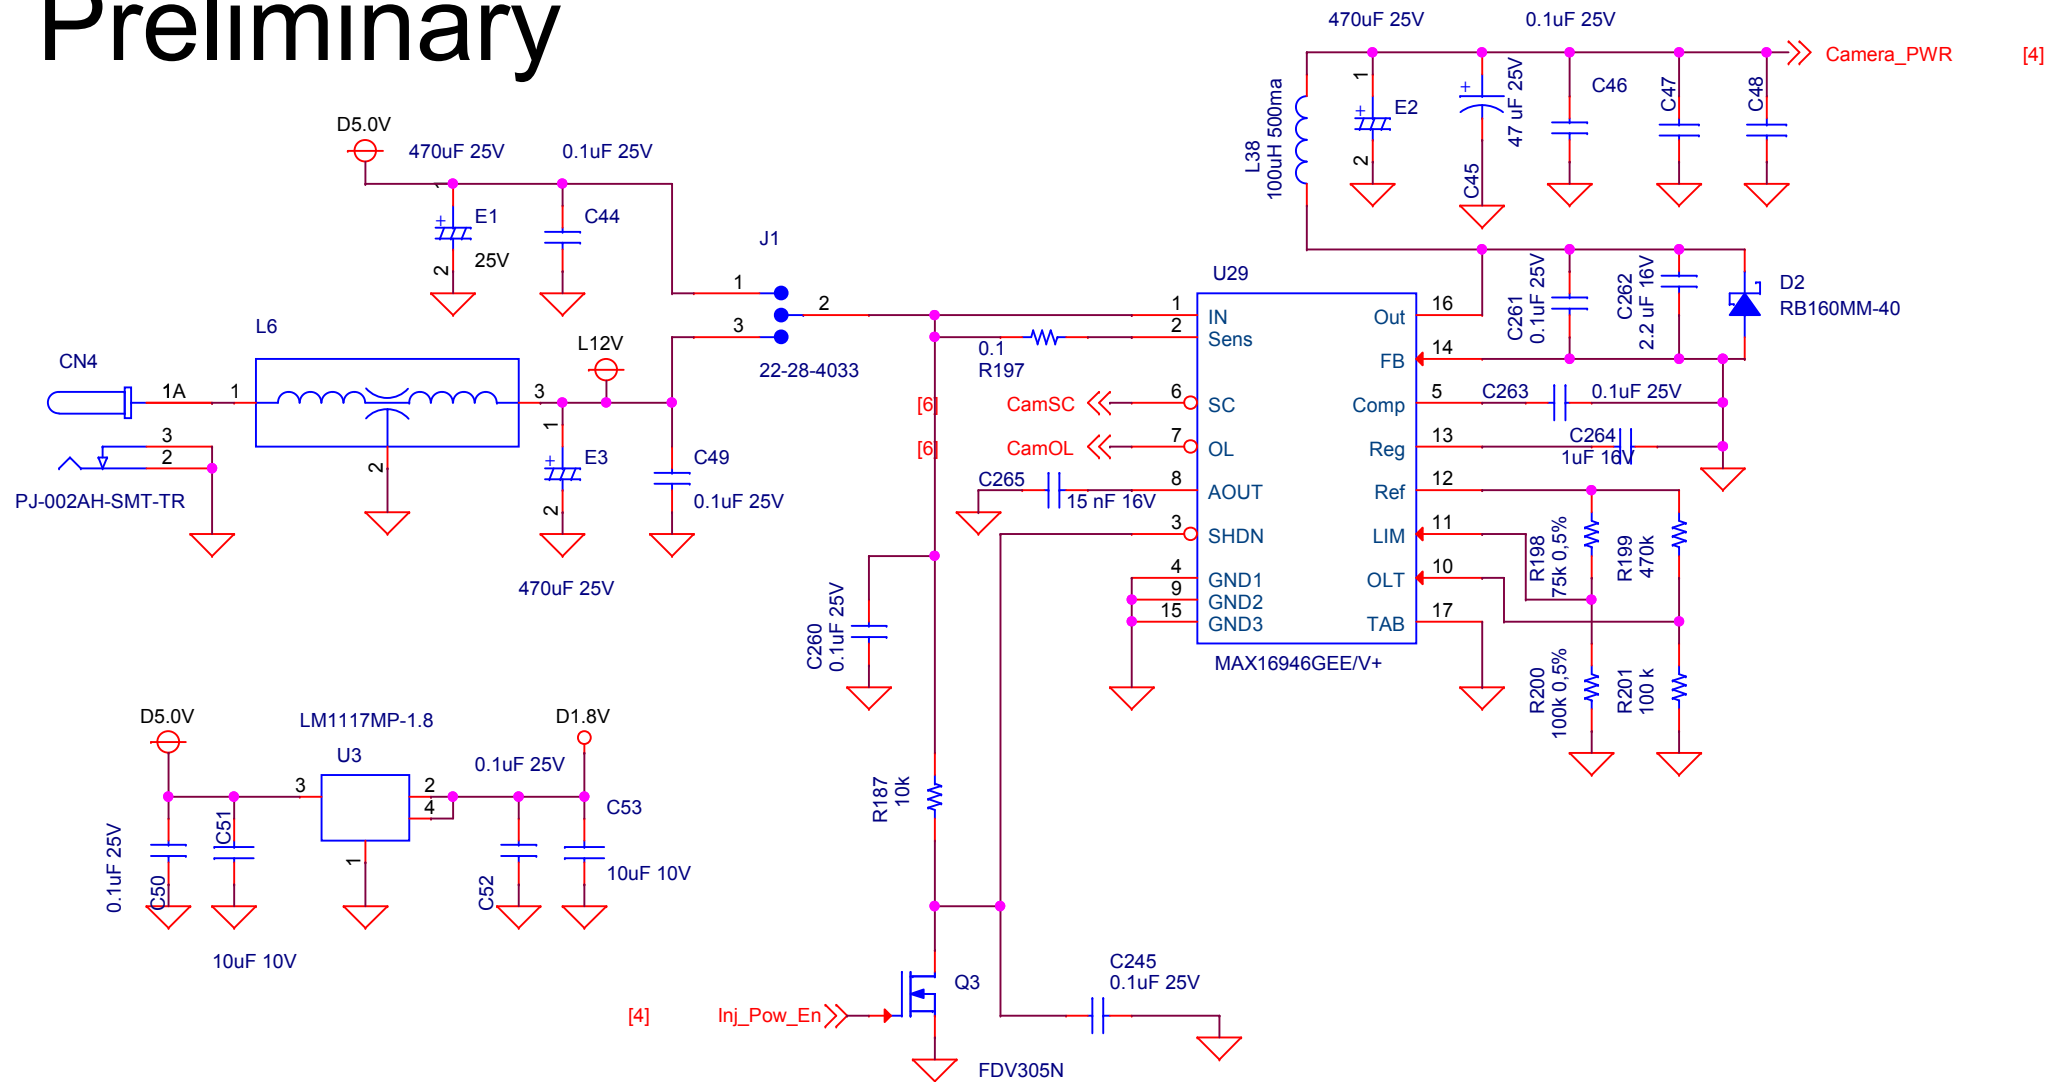 Preliminary
470uF 25V
0.1uF 25V
Camera_PWR
[4]
L38
100uH 500ma
1
+
2
E2
+
C45
47 uF 25V
C46
C47
C48
D5.0V
470uF 25V
0.1uF 25V
1
+
E1
2
25V
C44
J1
1
2
3
22-28-4033
L6
L12V
CN4
1A
1
3
3
2
2
PJ-002AH-SMT-TR
1
+
E3
2
C49
0.1uF 25V
470uF 25V
U29
1
IN
2
Sens
0.1
R197
[6]
CamSC
6
SC
[6]
CamOL
7
OL
C265
15 nF 16V
8
AOUT
3
SHDN
4
GND1
9
GND2
15
GND3
MAX16946GEE/V+
Out
16
FB
14
Comp
5
Reg
13
Ref
12
LIM
11
OLT
10
TAB
17
C261
0.1uF 25V
C262
2.2 uF 16V
D2
RB160MM-40
C263
0.1uF 25V
C264
1uF 16V
R198
75k 0,5%
R199
470k
R200
100k 0,5%
R201
100 k
C260
0.1uF 25V
D5.0V
LM1117MP-1.8
U3
D1.8V
0.1uF 25V
3
2
4
1
C53
10uF 10V
0.1uF 25V
C50
C51
C52
10uF 10V
R187
10k
C245
0.1uF 25V
Q3
[4]
Inj_Pow_En
FDV305N